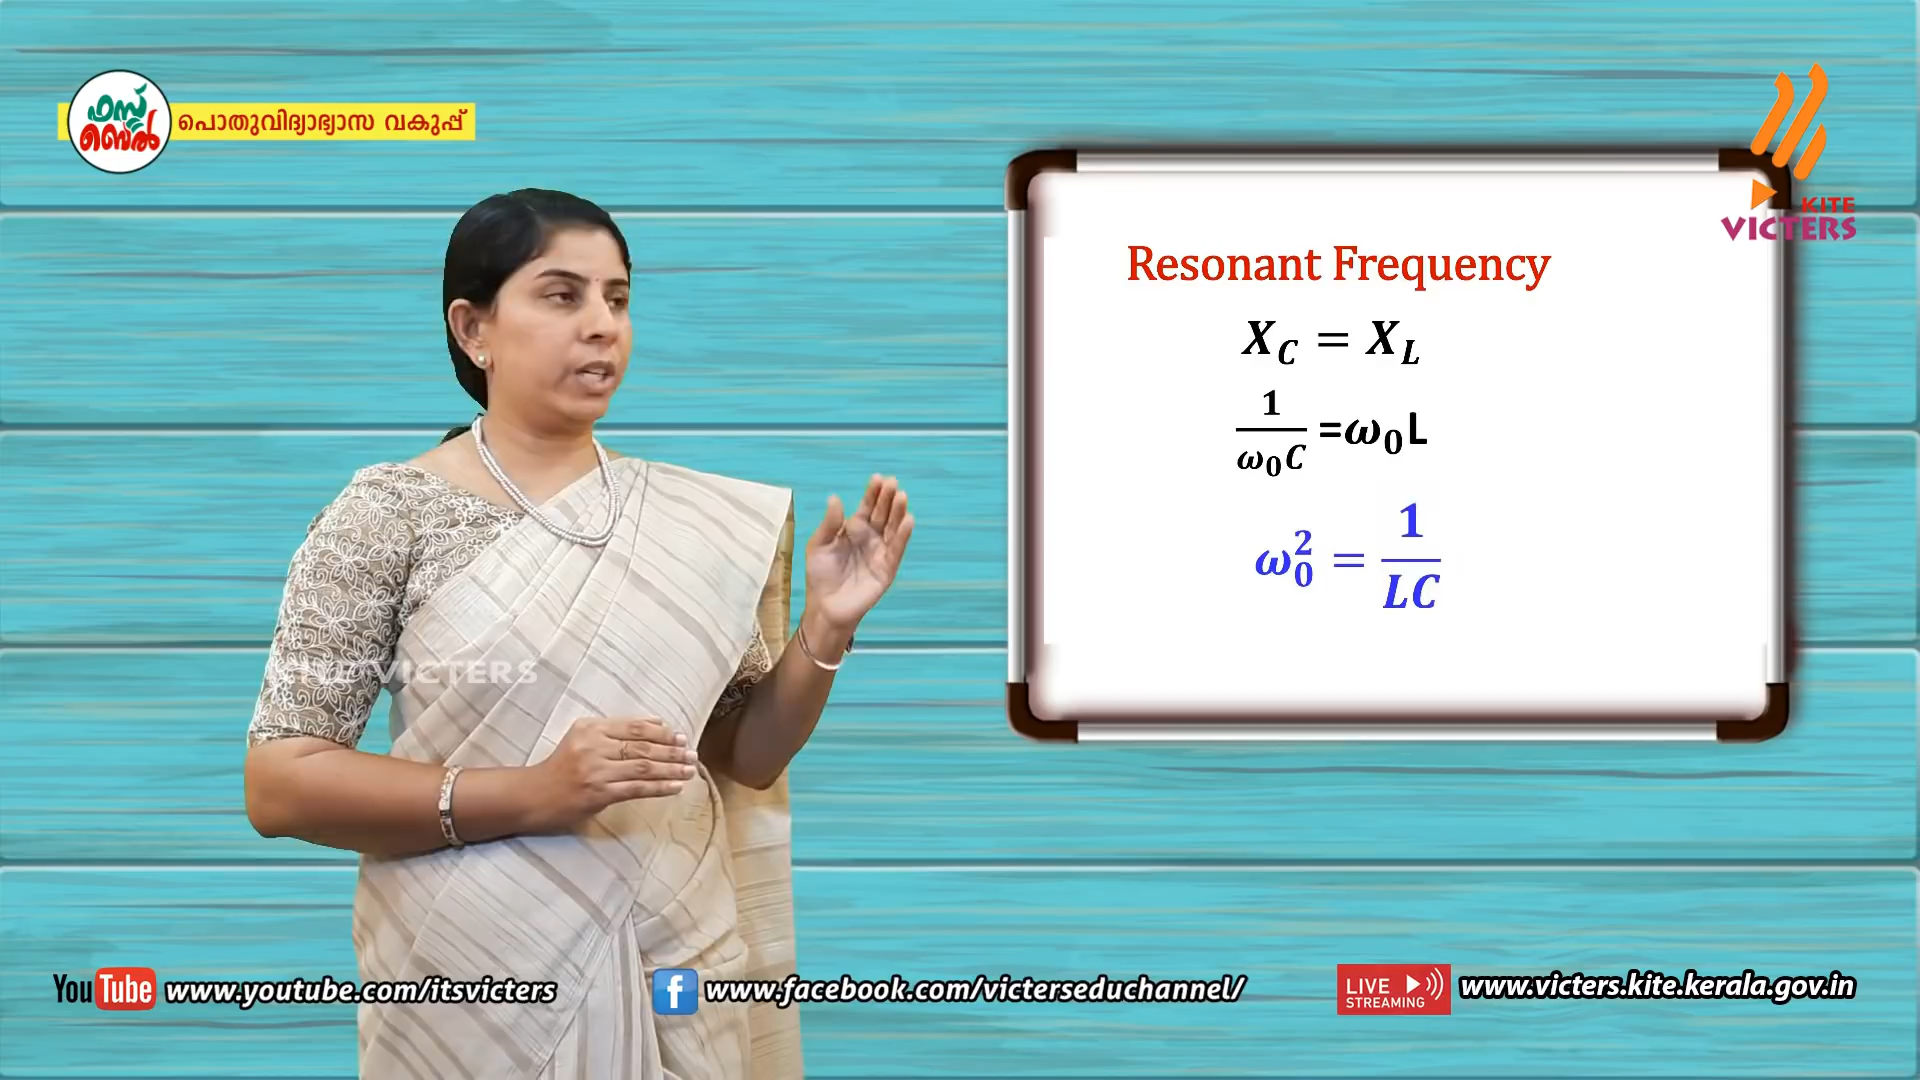 ഫസ്റ്റ്
ബെൽ
പൊതുവിദ്യാഭ്യാസ വകുപ്പ്
KITE
VICTERS
Resonant Frequency
X_C = X_L
1/(ω₀C) =ω₀L
ω₀² = 1/(LC)
KITE VICTERS
YouTube www.youtube.com/itsvicters
f www.facebook.com/victerseduchannel/
LIVE STREAMING www.victers.kite.kerala.gov.in